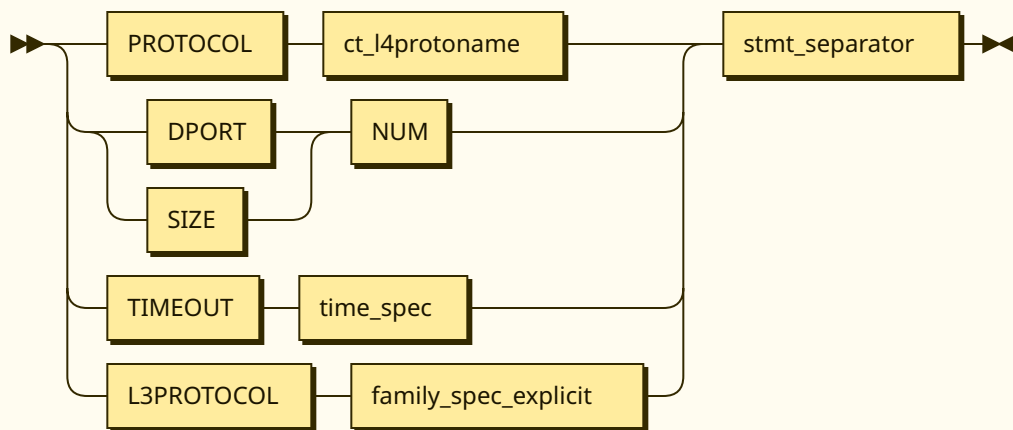 PROTOCOL ct_l4protoname stmt_separator
DPORT NUM
SIZE
TIMEOUT time_spec
L3PROTOCOL family_spec_explicit